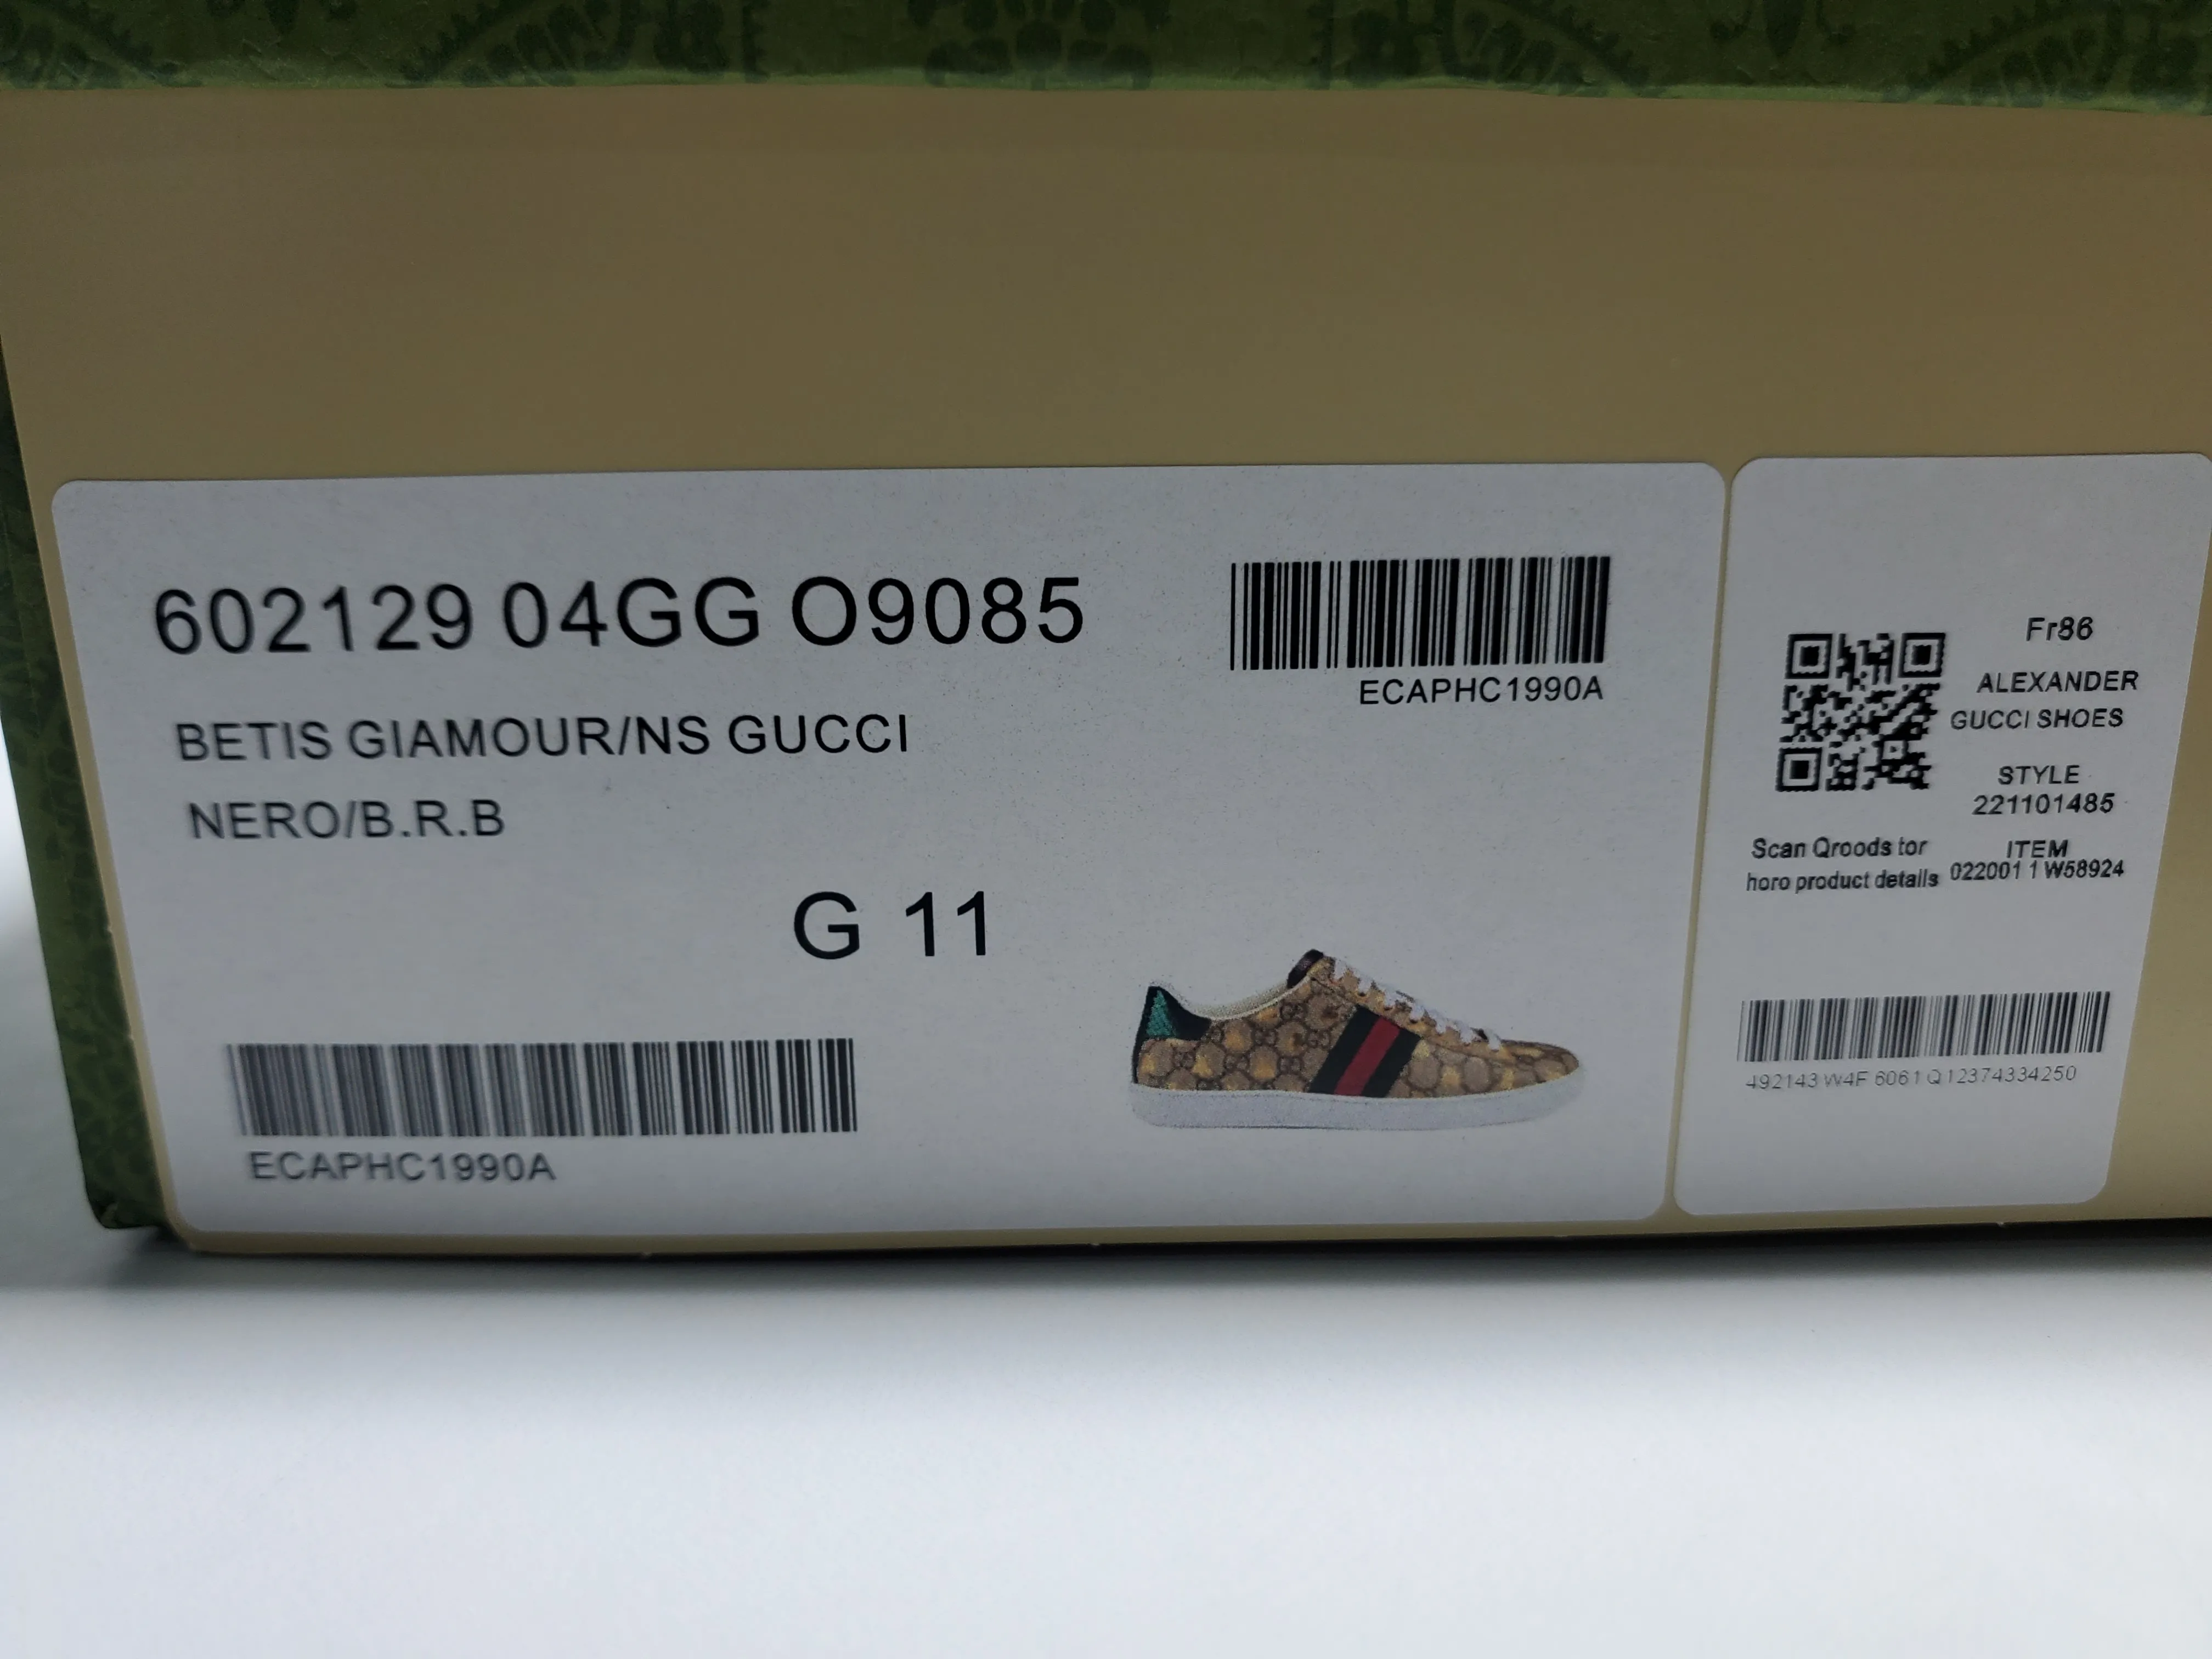 602129 04GG O9085
BETIS GIAMOUR/NS GUCCI
NERO/B.R.B
G 11
ECAPHC1990A
ECAPHC1990A
Fr86
ALEXANDER
GUCCI SHOES
STYLE
221101485
Scan Qroods tor
horo product details
ITEM
022001 1 W58924
492143 W4F 6061 Q 12374334250